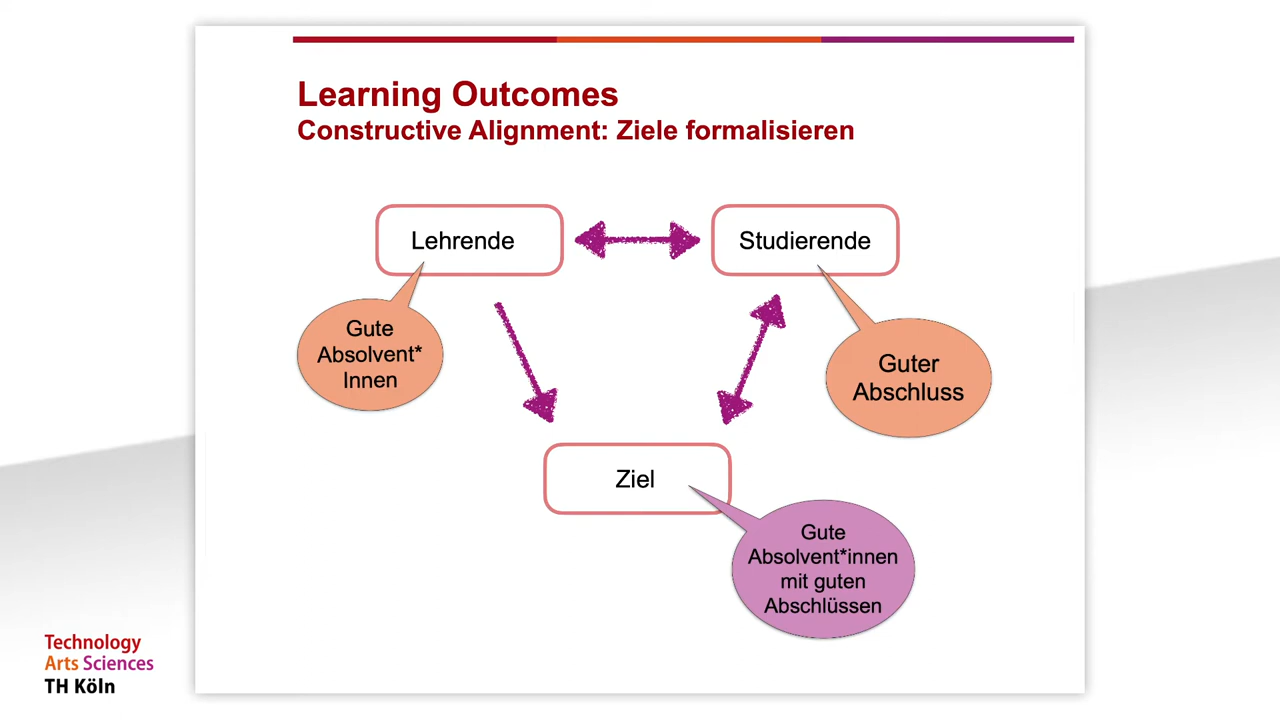 Learning Outcomes
Constructive Alignment: Ziele formalisieren
Lehrende
Studierende
Gute
Absolvent*
Innen
Guter
Abschluss
Ziel
Gute
Absolvent*innen
mit guten
Abschlüssen
Technology
Arts Sciences
TH Köln